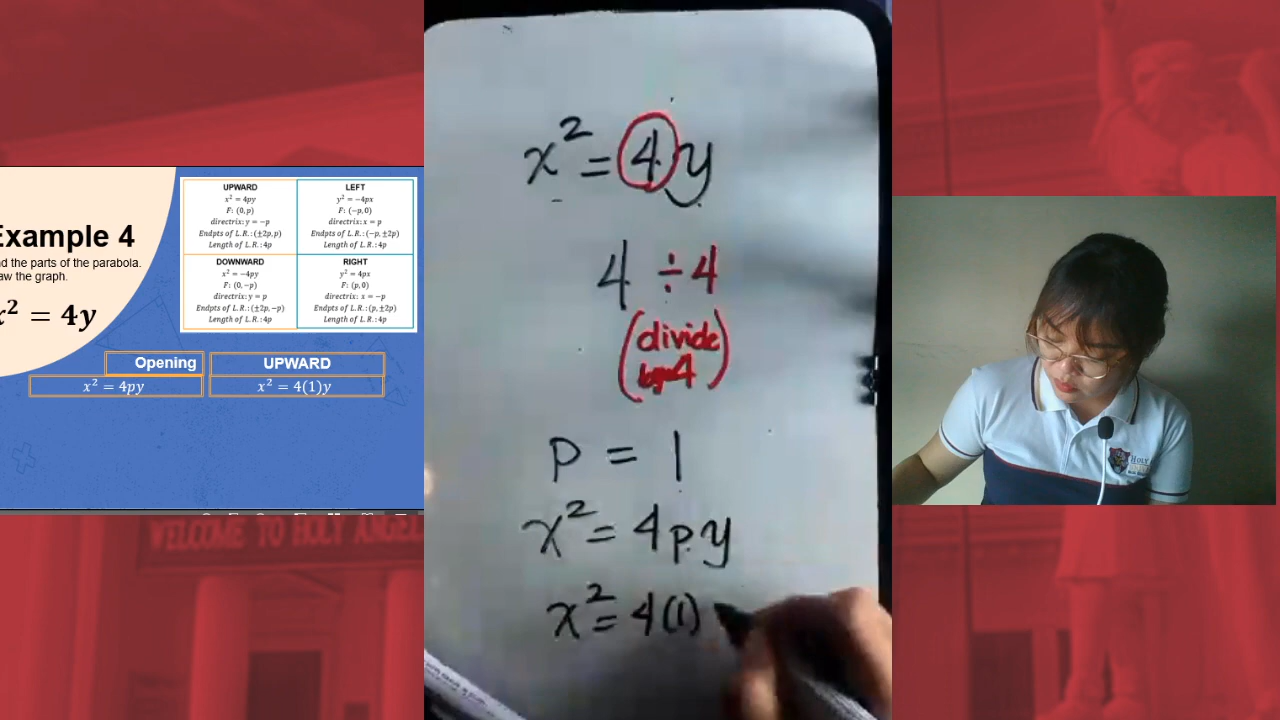 Example 4
d the parts of the parabola.
aw the graph.
x² = 4y
UPWARD
x² = 4py
F: (0, p)
directrix: y = −p
Endpts of L.R.: (±2p, p)
Length of L.R.: 4p
LEFT
y² = −4px
F: (−p, 0)
directrix: x = p
Endpts of L.R.: (−p, ±2p)
Length of L.R.: 4p
DOWNWARD
x² = −4py
F: (0, −p)
directrix: y = p
Endpts of L.R.: (±2p, −p)
Length of L.R.: 4p
RIGHT
y² = 4px
F: (p, 0)
directrix: x = −p
Endpts of L.R.: (p, ±2p)
Length of L.R.: 4p
Opening UPWARD
x² = 4py x² = 4(1)y
x² = 4y
4 ÷ 4
(divide
by 4)
p = 1
x² = 4py
x² = 4(1)
WELCOME TO HOLY ANGEL
HOLY